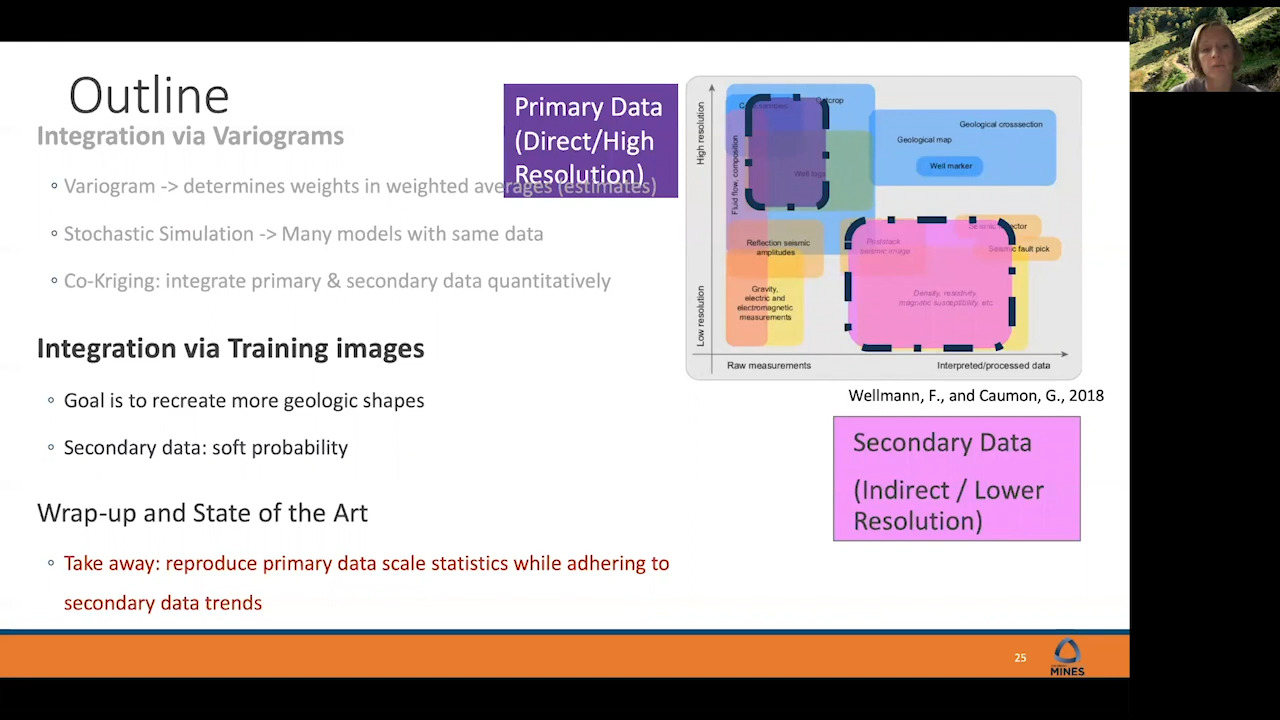 Outline
Integration via Variograms
◦ Variogram -> determines weights in weighted averages (estimates)
◦ Stochastic Simulation -> Many models with same data
◦ Co-Kriging: integrate primary & secondary data quantitatively
Integration via Training images
◦ Goal is to recreate more geologic shapes
◦ Secondary data: soft probability
Wrap-up and State of the Art
◦ Take away: reproduce primary data scale statistics while adhering to
secondary data trends
Primary Data
(Direct/High
Resolution)
High resolution
Low resolution
Fluid flow, composition
Well logs
Geological crosssection
Geological map
Well marker
Reflection seismic
amplitudes
Poststack
seismic image
Seismic fault pick
Gravity,
electric and
electromagnetic
measurements
Density, resistivity
magnetic susceptibility, etc.
Raw measurements
Interpreted/processed data
Wellmann, F., and Caumon, G., 2018
Secondary Data
(Indirect / Lower
Resolution)
25
MINES